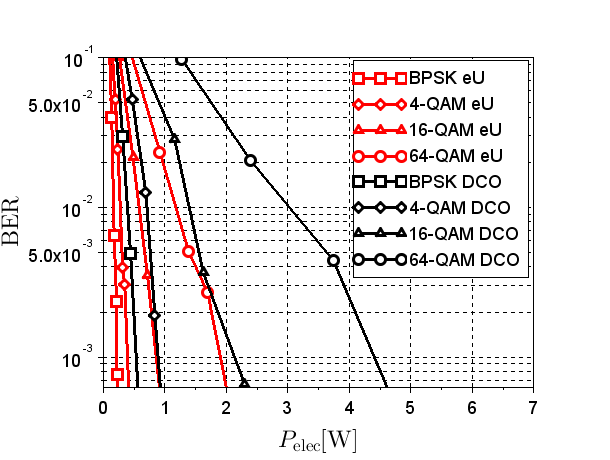 10-1
BPSK eU
4-QAM eU
5.0x10-2
16-QAM eU
64-QAM eU
BPSK DCO
10-2
4-QAM DCO
BER
16-QAM DCO
5.0x10-3
64-QAM DCO
10-3
0 1 2 3 4 5 6 7
Pelec[W]